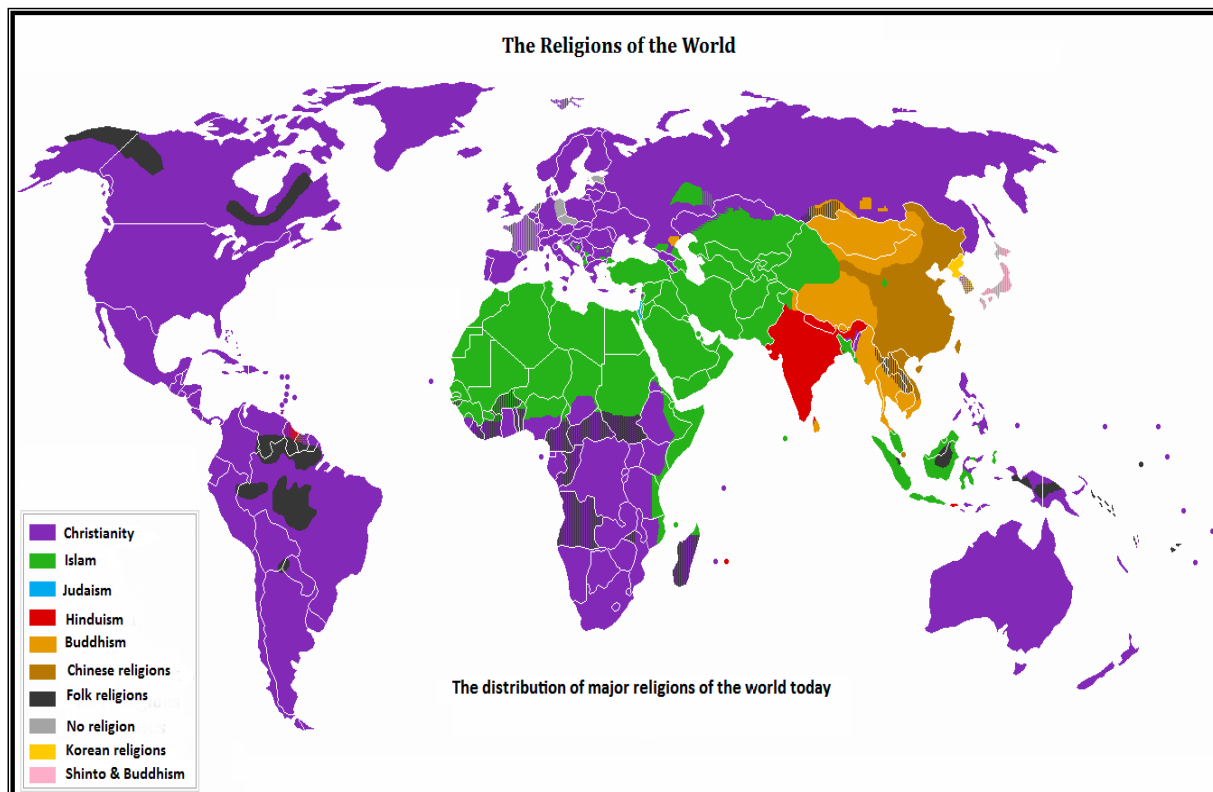 The Religions of the World
Christianity
Islam
Judaism
Hinduism
Buddhism
Chinese religions
Folk religions
No religion
Korean religions
Shinto & Buddhism
The distribution of major religions of the world today